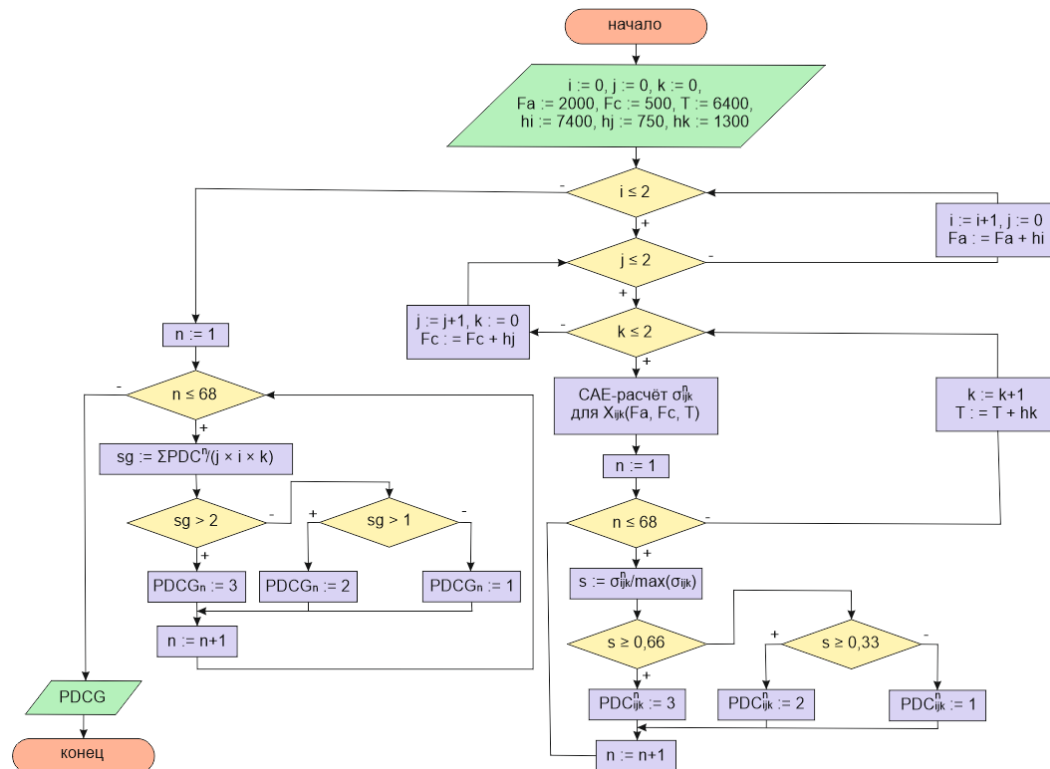 начало
i := 0, j := 0, k := 0,
Fa := 2000, Fc := 500, T := 6400,
hi := 7400, hj := 750, hk := 1300
i ≤ 2
-
+
i := i+1, j := 0
Fa : = Fa + hi
j ≤ 2
-
+
j := j+1, k : = 0
Fc : = Fc + hj
k ≤ 2
-
+
CAE-расчёт σⁿijk
для Xijk(Fa, Fc, T)
k := k+1
T := T + hk
n := 1
n ≤ 68
-
+
s := σⁿijk/max(σijk)
s ≥ 0,66
-
+
s ≥ 0,33
+
-
PDCⁿijk := 3
PDCⁿijk := 2
PDCⁿijk := 1
n := n+1
n := 1
n ≤ 68
-
+
sg := ΣPDCⁿ/(j × i × k)
sg > 2
-
+
sg > 1
+
-
PDCGn := 3
PDCGn := 2
PDCGn := 1
n := n+1
PDCG
конец